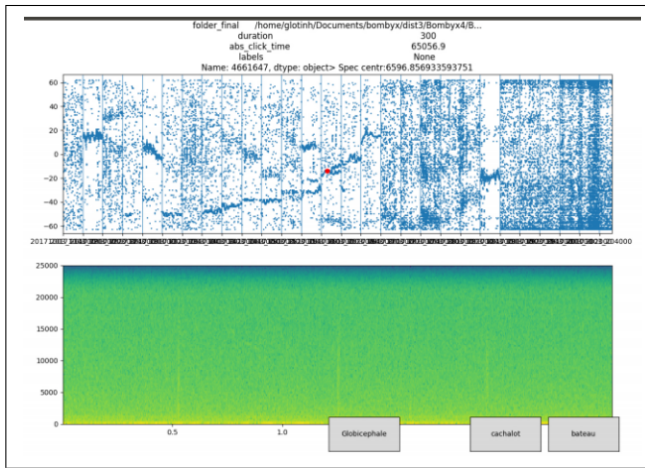 folder_final /home/glotinh/Documents/bombyx/dist3/Bombyx4/B...
duration 300
abs_click_time 65056.9
labels None
Name: 4661647, dtype: object> Spec centr:6596.856933593751
60
40
20
0
−20
−40
−60
25000
20000
15000
10000
5000
0
0.5
1.0
Globicephale
cachalot
bateau